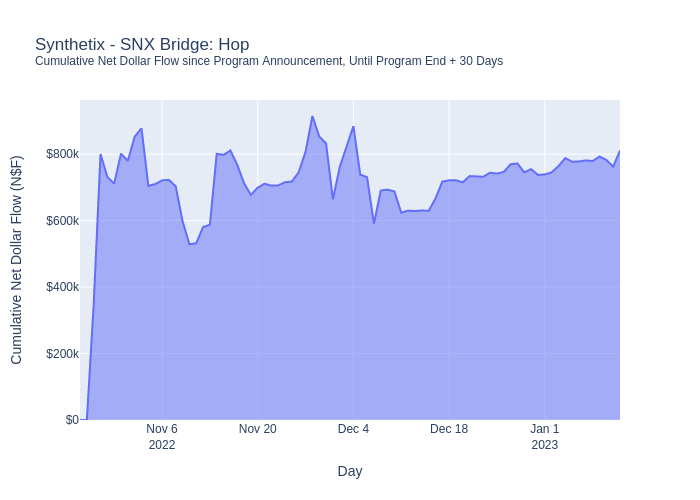 Synthetix - SNX Bridge: Hop
Cumulative Net Dollar Flow since Program Announcement, Until Program End + 30 Days
Cumulative Net Dollar Flow (N$F)
$800k
$600k
$400k
$200k
$0
Nov 6
2022
Nov 20
Dec 4
Dec 18
Jan 1
2023
Day